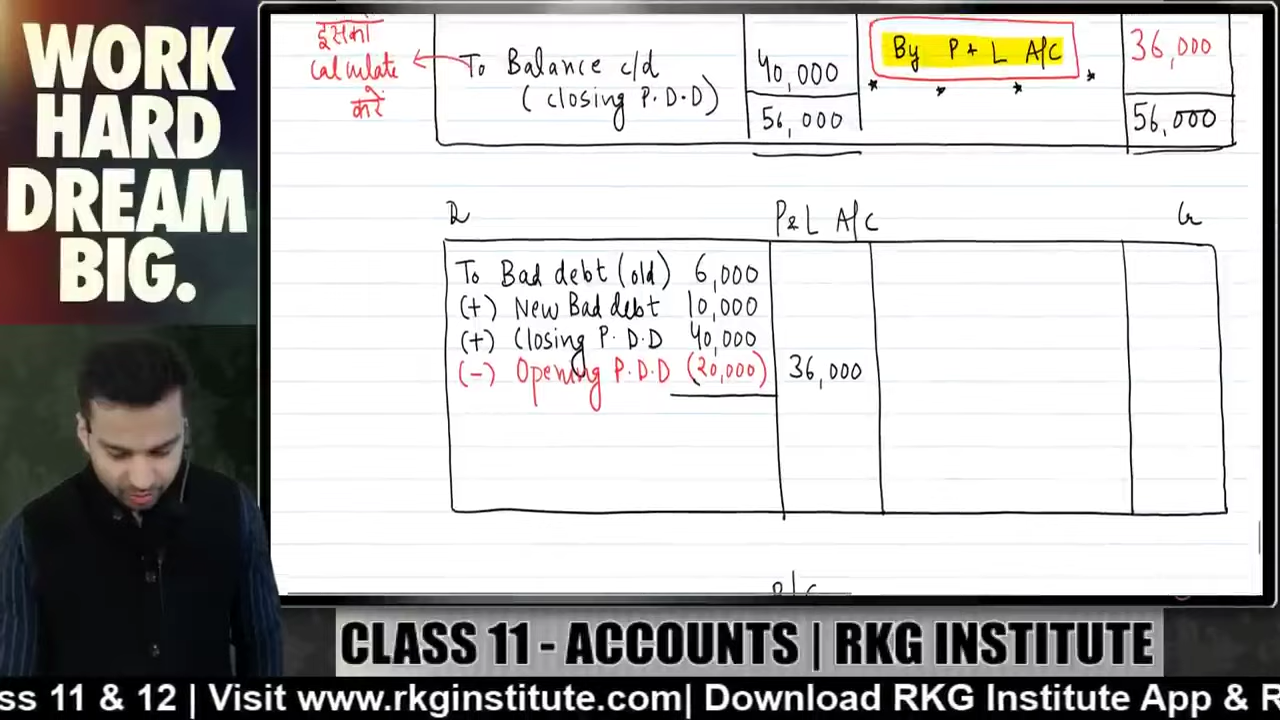 WORK
HARD
DREAM
BIG.
इसको
calculate
करें
To Balance c/d 40,000 By P & L A/C 36,000
(closing P.D.D)
56,000 56,000
Dr P & L A/C Cr
To Bad debt (old) 6,000
(+) New Bad debt 10,000
(+) Closing P.D.D 40,000
(-) Opening P.D.D (20,000) 36,000
CLASS 11 - ACCOUNTS | RKG INSTITUTE
ss 11 & 12 | Visit www.rkginstitute.com| Download RKG Institute App & R